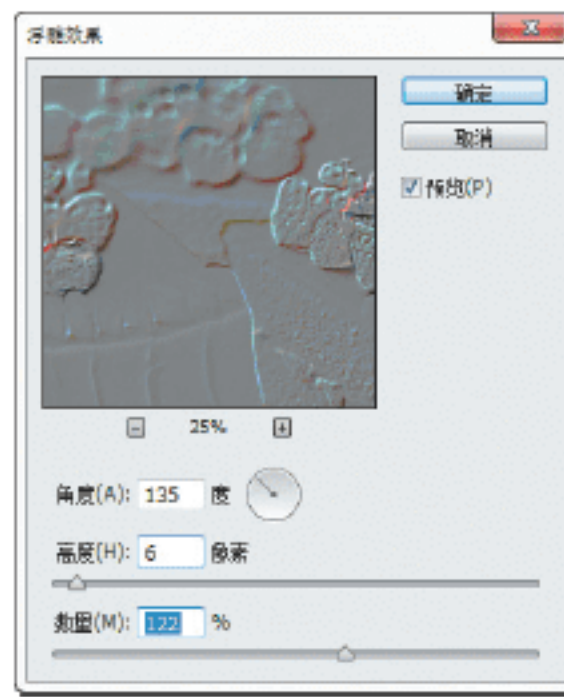 浮雕效果
确定
取消
预览(P)
25%
角度(A): 135 度
高度(H): 6 像素
数量(M): 122 %